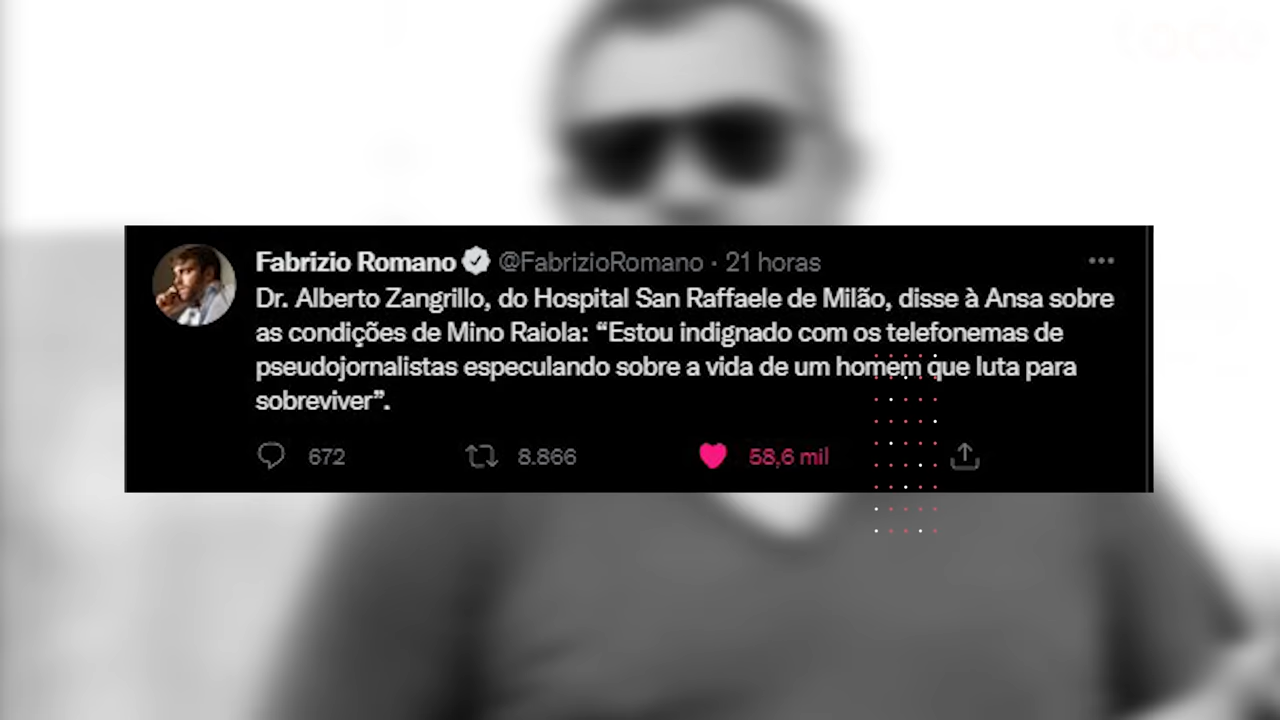 Fabrizio Romano @FabrizioRomano · 21 horas
Dr. Alberto Zangrillo, do Hospital San Raffaele de Milão, disse à Ansa sobre
as condições de Mino Raiola: “Estou indignado com os telefonemas de
pseudojornalistas especulando sobre a vida de um homem que luta para
sobreviver”.
672 8.866 58,6 mil